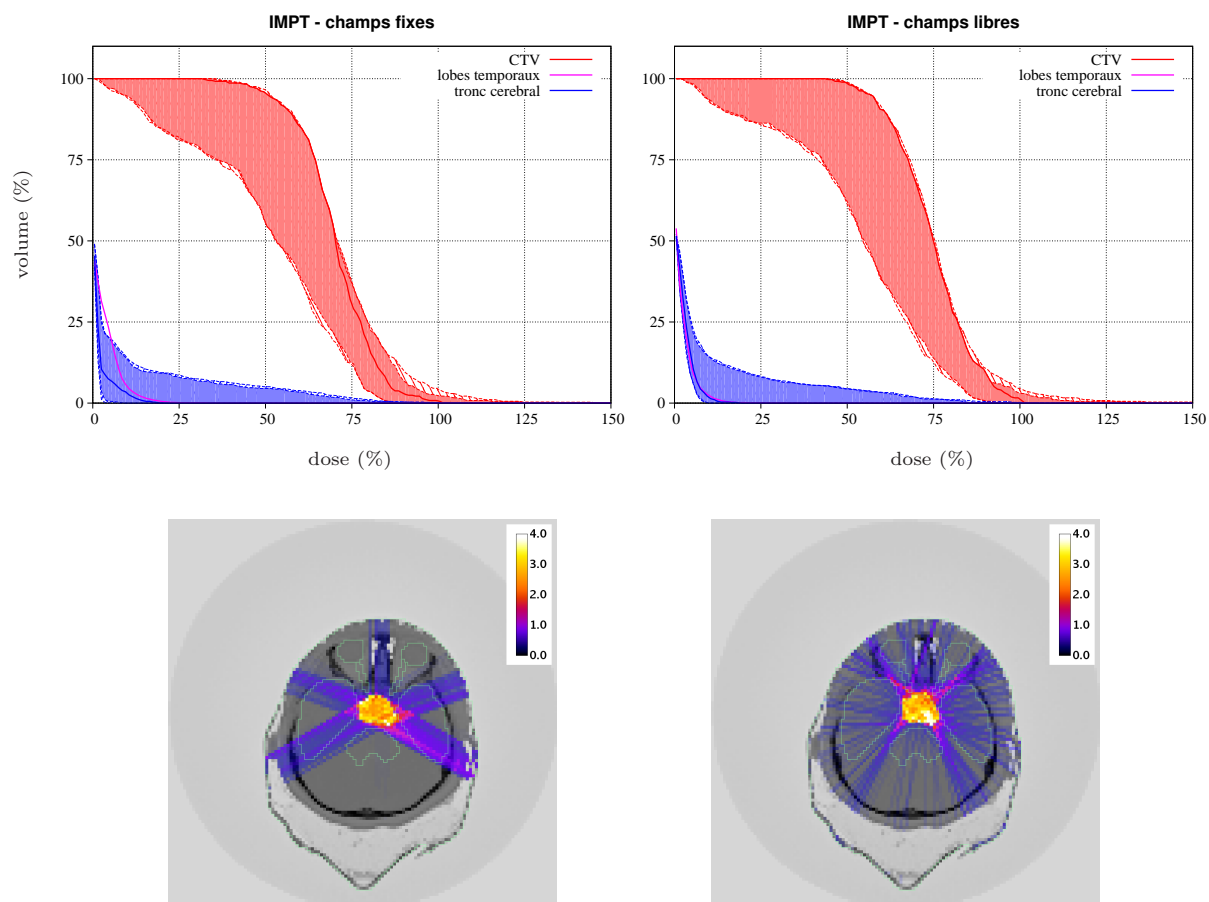 IMPT - champs fixes
CTV
lobes temporaux
tronc cerebral
100
75
50
25
0
0 25 50 75 100 125 150
volume (%)
dose (%)
IMPT - champs libres
CTV
lobes temporaux
tronc cerebral
100
75
50
25
0
0 25 50 75 100 125 150
dose (%)
4.0
3.0
2.0
1.0
0.0
4.0
3.0
2.0
1.0
0.0